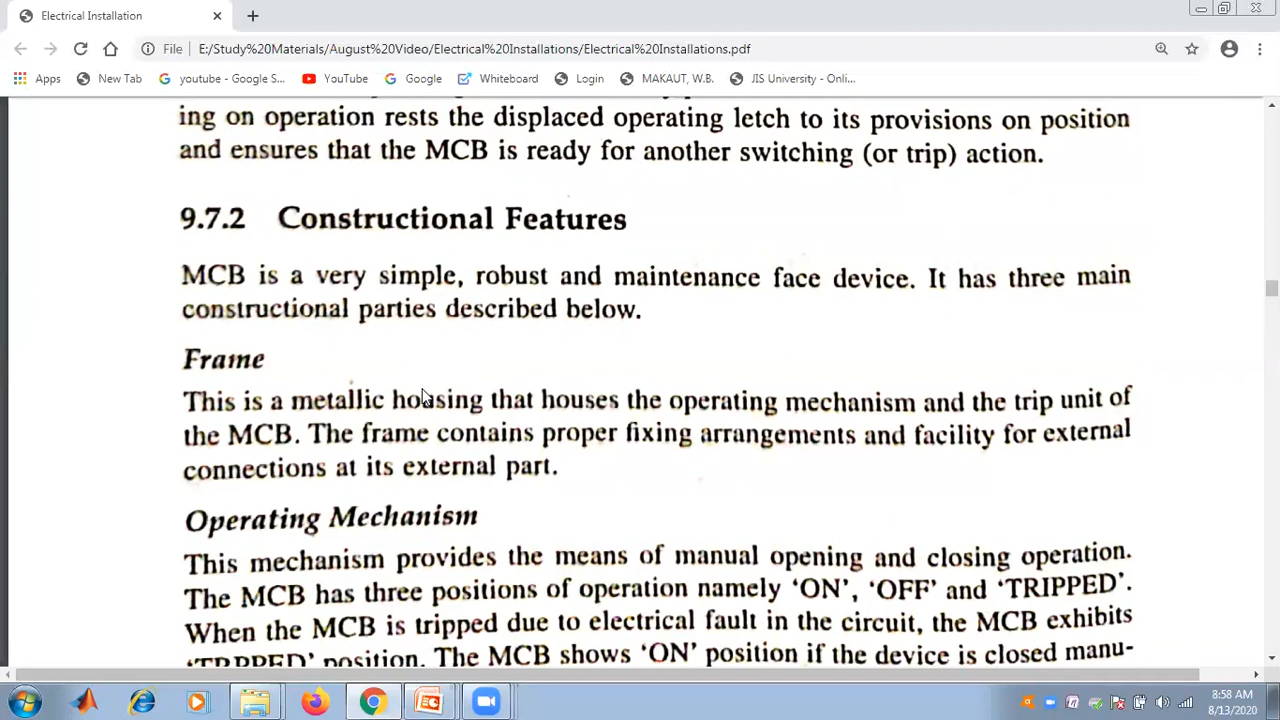 Electrical Installation
File | E:/Study%20Materials/August%20Video/Electrical%20Installations/Electrical%20Installations.pdf
Apps New Tab youtube - Google S... YouTube Google Whiteboard Login MAKAUT, W.B. JIS University - Onli...
ing on operation rests the displaced operating letch to its provisions on position
and ensures that the MCB is ready for another switching (or trip) action.
9.7.2 Constructional Features
MCB is a very simple, robust and maintenance face device. It has three main
constructional parties described below.
Frame
This is a metallic housing that houses the operating mechanism and the trip unit of
the MCB. The frame contains proper fixing arrangements and facility for external
connections at its external part.
Operating Mechanism
This mechanism provides the means of manual opening and closing operation.
The MCB has three positions of operation namely ‘ON’, ‘OFF’ and ‘TRIPPED’.
When the MCB is tripped due to electrical fault in the circuit, the MCB exhibits
position. The MCB shows ‘ON’ position if the device is closed manu-
8:58 AM
8/13/2020